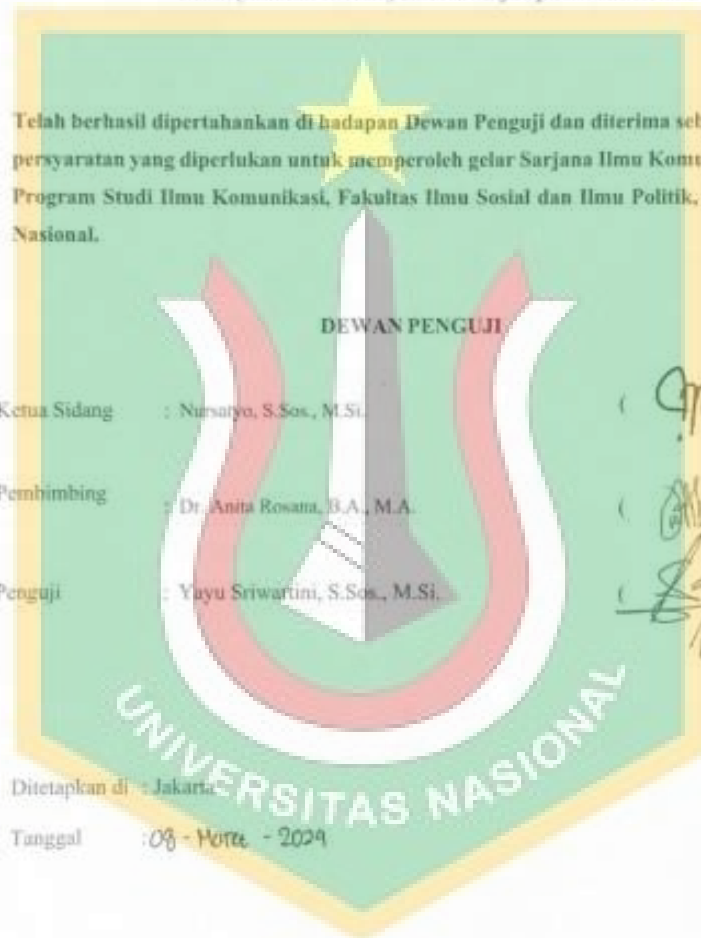 Telah berhasil dipertahankan di hadapan Dewan Penguji dan diterima seb
persyaratan yang diperlukan untuk memperoleh gelar Sarjana Ilmu Komu
Program Studi Ilmu Komunikasi, Fakultas Ilmu Sosial dan Ilmu Politik,
Nasional.
DEWAN PENGUJI
Ketua Sidang : Nursatyo, S.Sos., M.Si. (
Pembimbing : Dr. Anita Rosana, B.A., M.A. (
Penguji : Yayu Sriwartini, S.Sos., M.Si. (
UNIVERSITAS NASIONAL
Ditetapkan di : Jakarta
Tanggal : 08 - Maret - 2024